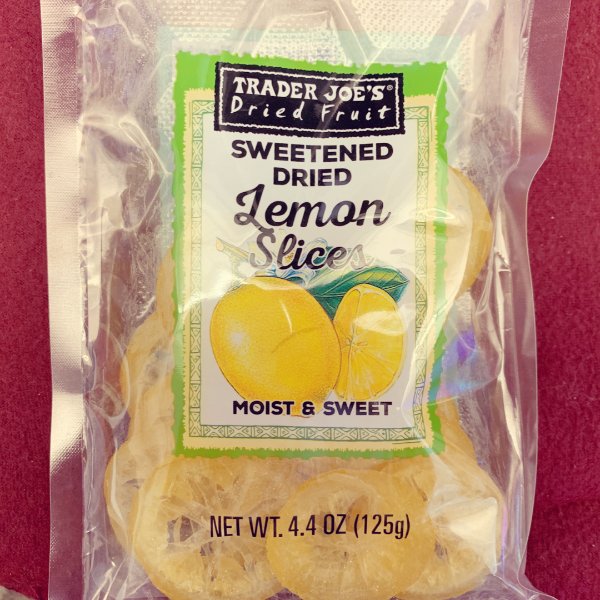 TRADER JOE'S®
Dried Fruit
SWEETENED
DRIED
Lemon
Slices
MOIST & SWEET
NET WT. 4.4 OZ (125g)